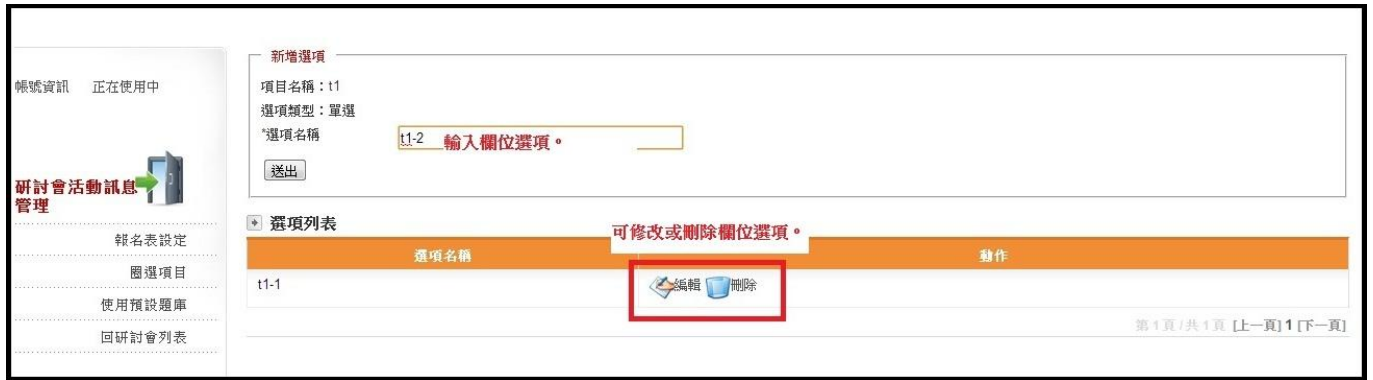 帳號資訊 正在使用中
研討會活動訊息
管理
報名表設定
圈選項目
使用預設題庫
回研討會列表
新增選項
項目名稱：t1
選項類型：單選
*選項名稱 t1-2 輸入欄位選項。
送出
選項列表
可修改或刪除欄位選項。
選項名稱 動作
t1-1 編輯 刪除
第1頁/共1頁 [上一頁] 1 [下一頁]